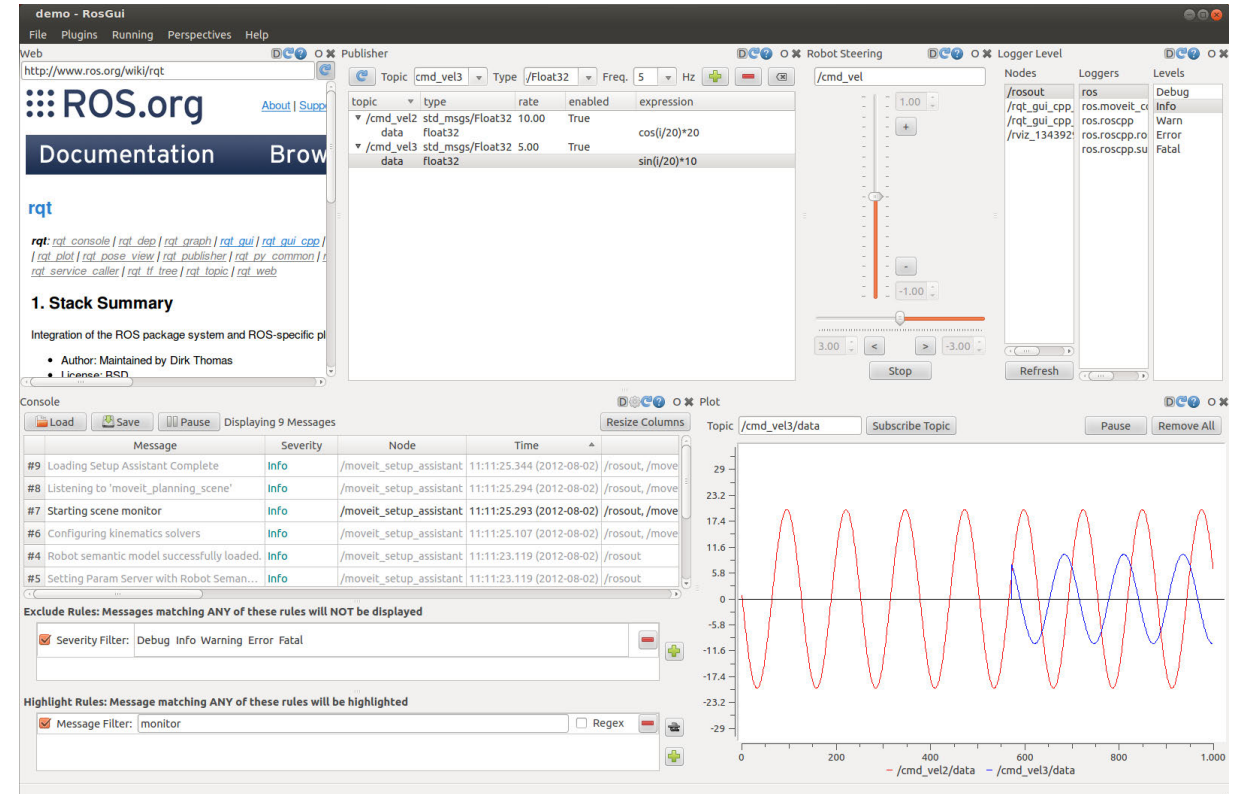 demo - RosGui
File Plugins Running Perspectives Help
Web
http://www.ros.org/wiki/rqt
ROS.org
About | Supp
Documentation Brow
rqt
rqt: rqt_console | rqt_dep | rqt_graph | rqt_gui | rqt_gui_cpp |
| rqt_plot | rqt_pose_view | rqt_publisher | rqt_py_common |
rqt_service_caller | rqt_tf_tree | rqt_topic | rqt_web
1. Stack Summary
Integration of the ROS package system and ROS-specific pl
• Author: Maintained by Dirk Thomas
• License: BSD
Publisher
Topic cmd_vel3 Type /Float32 Freq. 5 Hz
topic type rate enabled expression
/cmd_vel2 std_msgs/Float32 10.00 True
data float32 cos(i/20)*20
/cmd_vel3 std_msgs/Float32 5.00 True
data float32 sin(i/20)*10
Robot Steering
/cmd_vel
1.00
+
-
-1.00
3.00 < > -3.00
Stop
Logger Level
Nodes Loggers Levels
/rosout ros Debug
/rqt_gui_cpp_ ros.moveit_co Info
/rqt_gui_cpp_ ros.roscpp Warn
/rviz_134392 ros.roscpp.ro Error
ros.roscpp.su Fatal
Refresh
Console
Load Save Pause Displaying 9 Messages Resize Columns
Message Severity Node Time
#9 Loading Setup Assistant Complete Info /moveit_setup_assistant 11:11:25.344 (2012-08-02) /rosout, /move
#8 Listening to 'moveit_planning_scene' Info /moveit_setup_assistant 11:11:25.294 (2012-08-02) /rosout, /move
#7 Starting scene monitor Info /moveit_setup_assistant 11:11:25.293 (2012-08-02) /rosout, /move
#6 Configuring kinematics solvers Info /moveit_setup_assistant 11:11:25.107 (2012-08-02) /rosout, /move
#4 Robot semantic model successfully loaded. Info /moveit_setup_assistant 11:11:23.119 (2012-08-02) /rosout
#5 Setting Param Server with Robot Seman... Info /moveit_setup_assistant 11:11:23.119 (2012-08-02) /rosout
Exclude Rules: Messages matching ANY of these rules will NOT be displayed
Severity Filter: Debug Info Warning Error Fatal
Highlight Rules: Message matching ANY of these rules will be highlighted
Message Filter: monitor Regex
Plot
Topic /cmd_vel3/data Subscribe Topic Pause Remove All
29
23.2
17.4
11.6
5.8
0
-5.8
-11.6
-17.4
-23.2
-29
0 200 400 600 800 1.000
/cmd_vel2/data /cmd_vel3/data